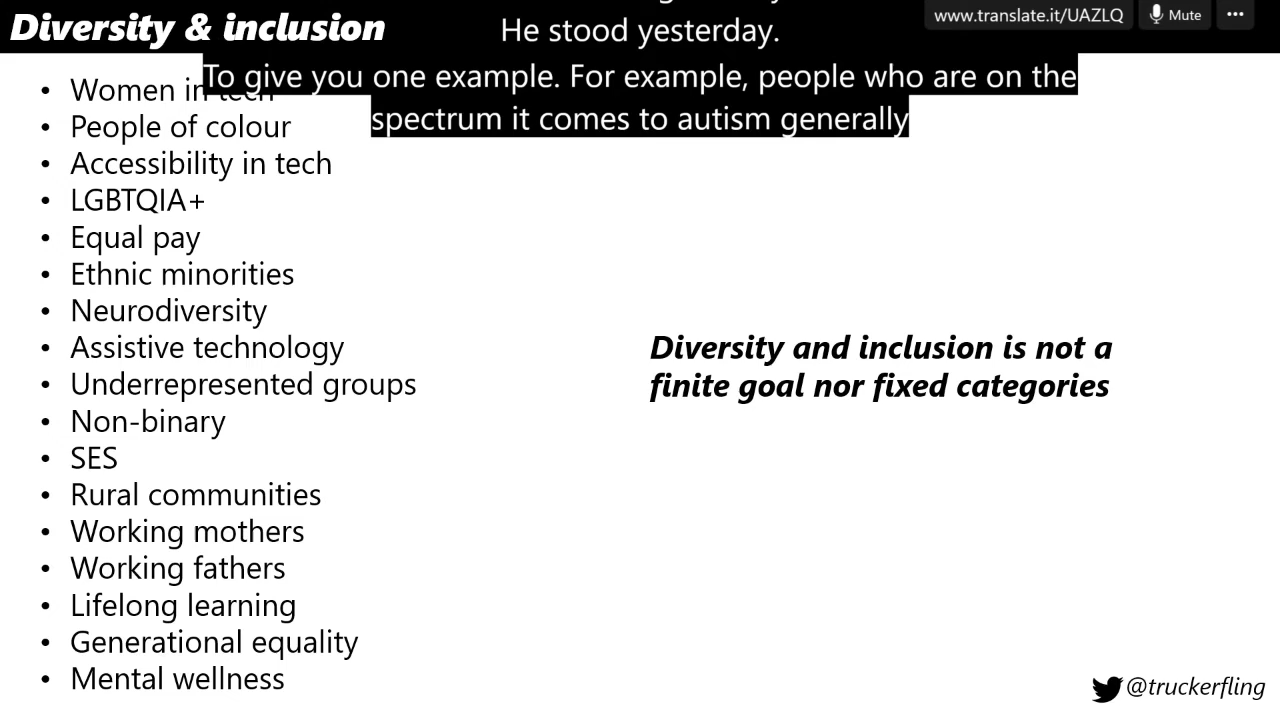 Diversity & inclusion
He stood yesterday.
www.translate.it/UAZLQ
Mute
To give you one example. For example, people who are on the
spectrum it comes to autism generally
• Women in tech
• People of colour
• Accessibility in tech
• LGBTQIA+
• Equal pay
• Ethnic minorities
• Neurodiversity
• Assistive technology
• Underrepresented groups
• Non-binary
• SES
• Rural communities
• Working mothers
• Working fathers
• Lifelong learning
• Generational equality
• Mental wellness
Diversity and inclusion is not a
finite goal nor fixed categories
@truckerfling